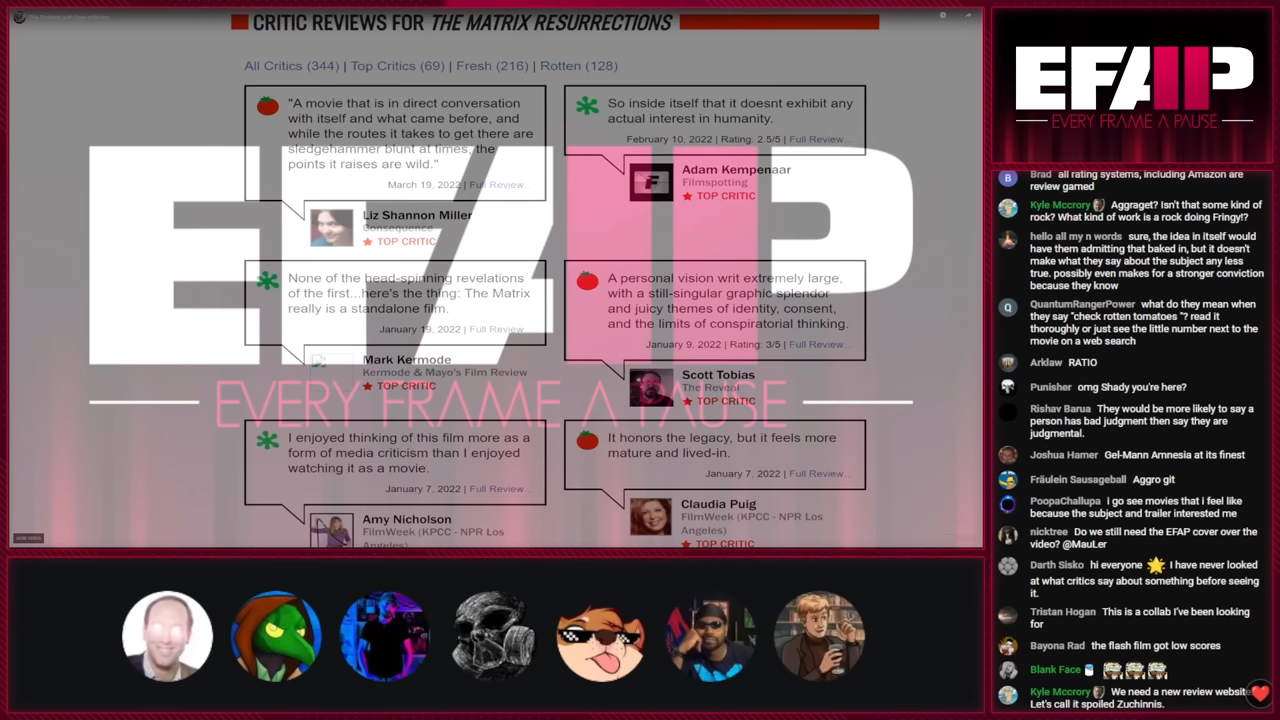 CRITIC REVIEWS FOR THE MATRIX RESURRECTIONS
All Critics (344) | Top Critics (69) | Fresh (216) | Rotten (128)
"A movie that is in direct conversation
with itself and what came before, and
while the routes it takes to get there are
sledgehammer blunt at times, the
points it raises are wild."
March 19, 2022 | Full Review...
Liz Shannon Miller
Consequence
★ TOP CRITIC
So inside itself that it doesnt exhibit any
actual interest in humanity.
February 10, 2022 | Rating: 2.5/5 | Full Review...
Adam Kempenaar
Filmspotting
★ TOP CRITIC
None of the head-spinning revelations
of the first...here's the thing: The Matrix
really is a standalone film.
January 19, 2022 | Full Review...
Mark Kermode
Kermode & Mayo's Film Review
★ TOP CRITIC
A personal vision writ extremely large,
with a still-singular graphic splendor
and juicy themes of identity, consent,
and the limits of conspiratorial thinking.
January 9, 2022 | Rating: 3/5 | Full Review...
Scott Tobias
The Reveal
★ TOP CRITIC
I enjoyed thinking of this film more as a
form of media criticism than I enjoyed
watching it as a movie.
January 7, 2022 | Full Review...
Amy Nicholson
FilmWeek (KPCC - NPR Los
Angeles)
It honors the legacy, but it feels more
mature and lived-in.
January 7, 2022 | Full Review...
Claudia Puig
FilmWeek (KPCC - NPR Los
Angeles)
★ TOP CRITIC
EFAP
EVERY FRAME A PAUSE
MORE VIDEOS
EFAP
EVERY FRAME A PAUSE
Brad all rating systems, including Amazon are
review gamed
Kyle Mccrory Aggraget? Isn't that some kind of
rock? What kind of work is a rock doing Fringy!?
hello all my n words sure, the idea in itself would
have them admitting that baked in, but it doesn't
make what they say about the subject any less
true. possibly even makes for a stronger conviction
because they know
QuantumRangerPower what do they mean when
they say "check rotten tomatoes "? read it
thoroughly or just see the little number next to the
movie on a web search
Arklaw RATIO
Punisher omg Shady you're here?
Rishav Barua They would be more likely to say a
person has bad judgment then say they are
judgmental.
Joshua Hamer Gel-Mann Amnesia at its finest
Fräulein Sausageball Aggro git
PoopaChallupa i go see movies that i feel like
because the subject and trailer interested me
nicktree Do we still need the EFAP cover over the
video? @MauLer
Darth Sisko hi everyone 🌟 I have never looked
at what critics say about something before seeing
it.
Tristan Hogan This is a collab I've been looking
for
Bayona Rad the flash film got low scores
Blank Face
Kyle Mccrory We need a new review website
Let's call it spoiled Zuchinnis.